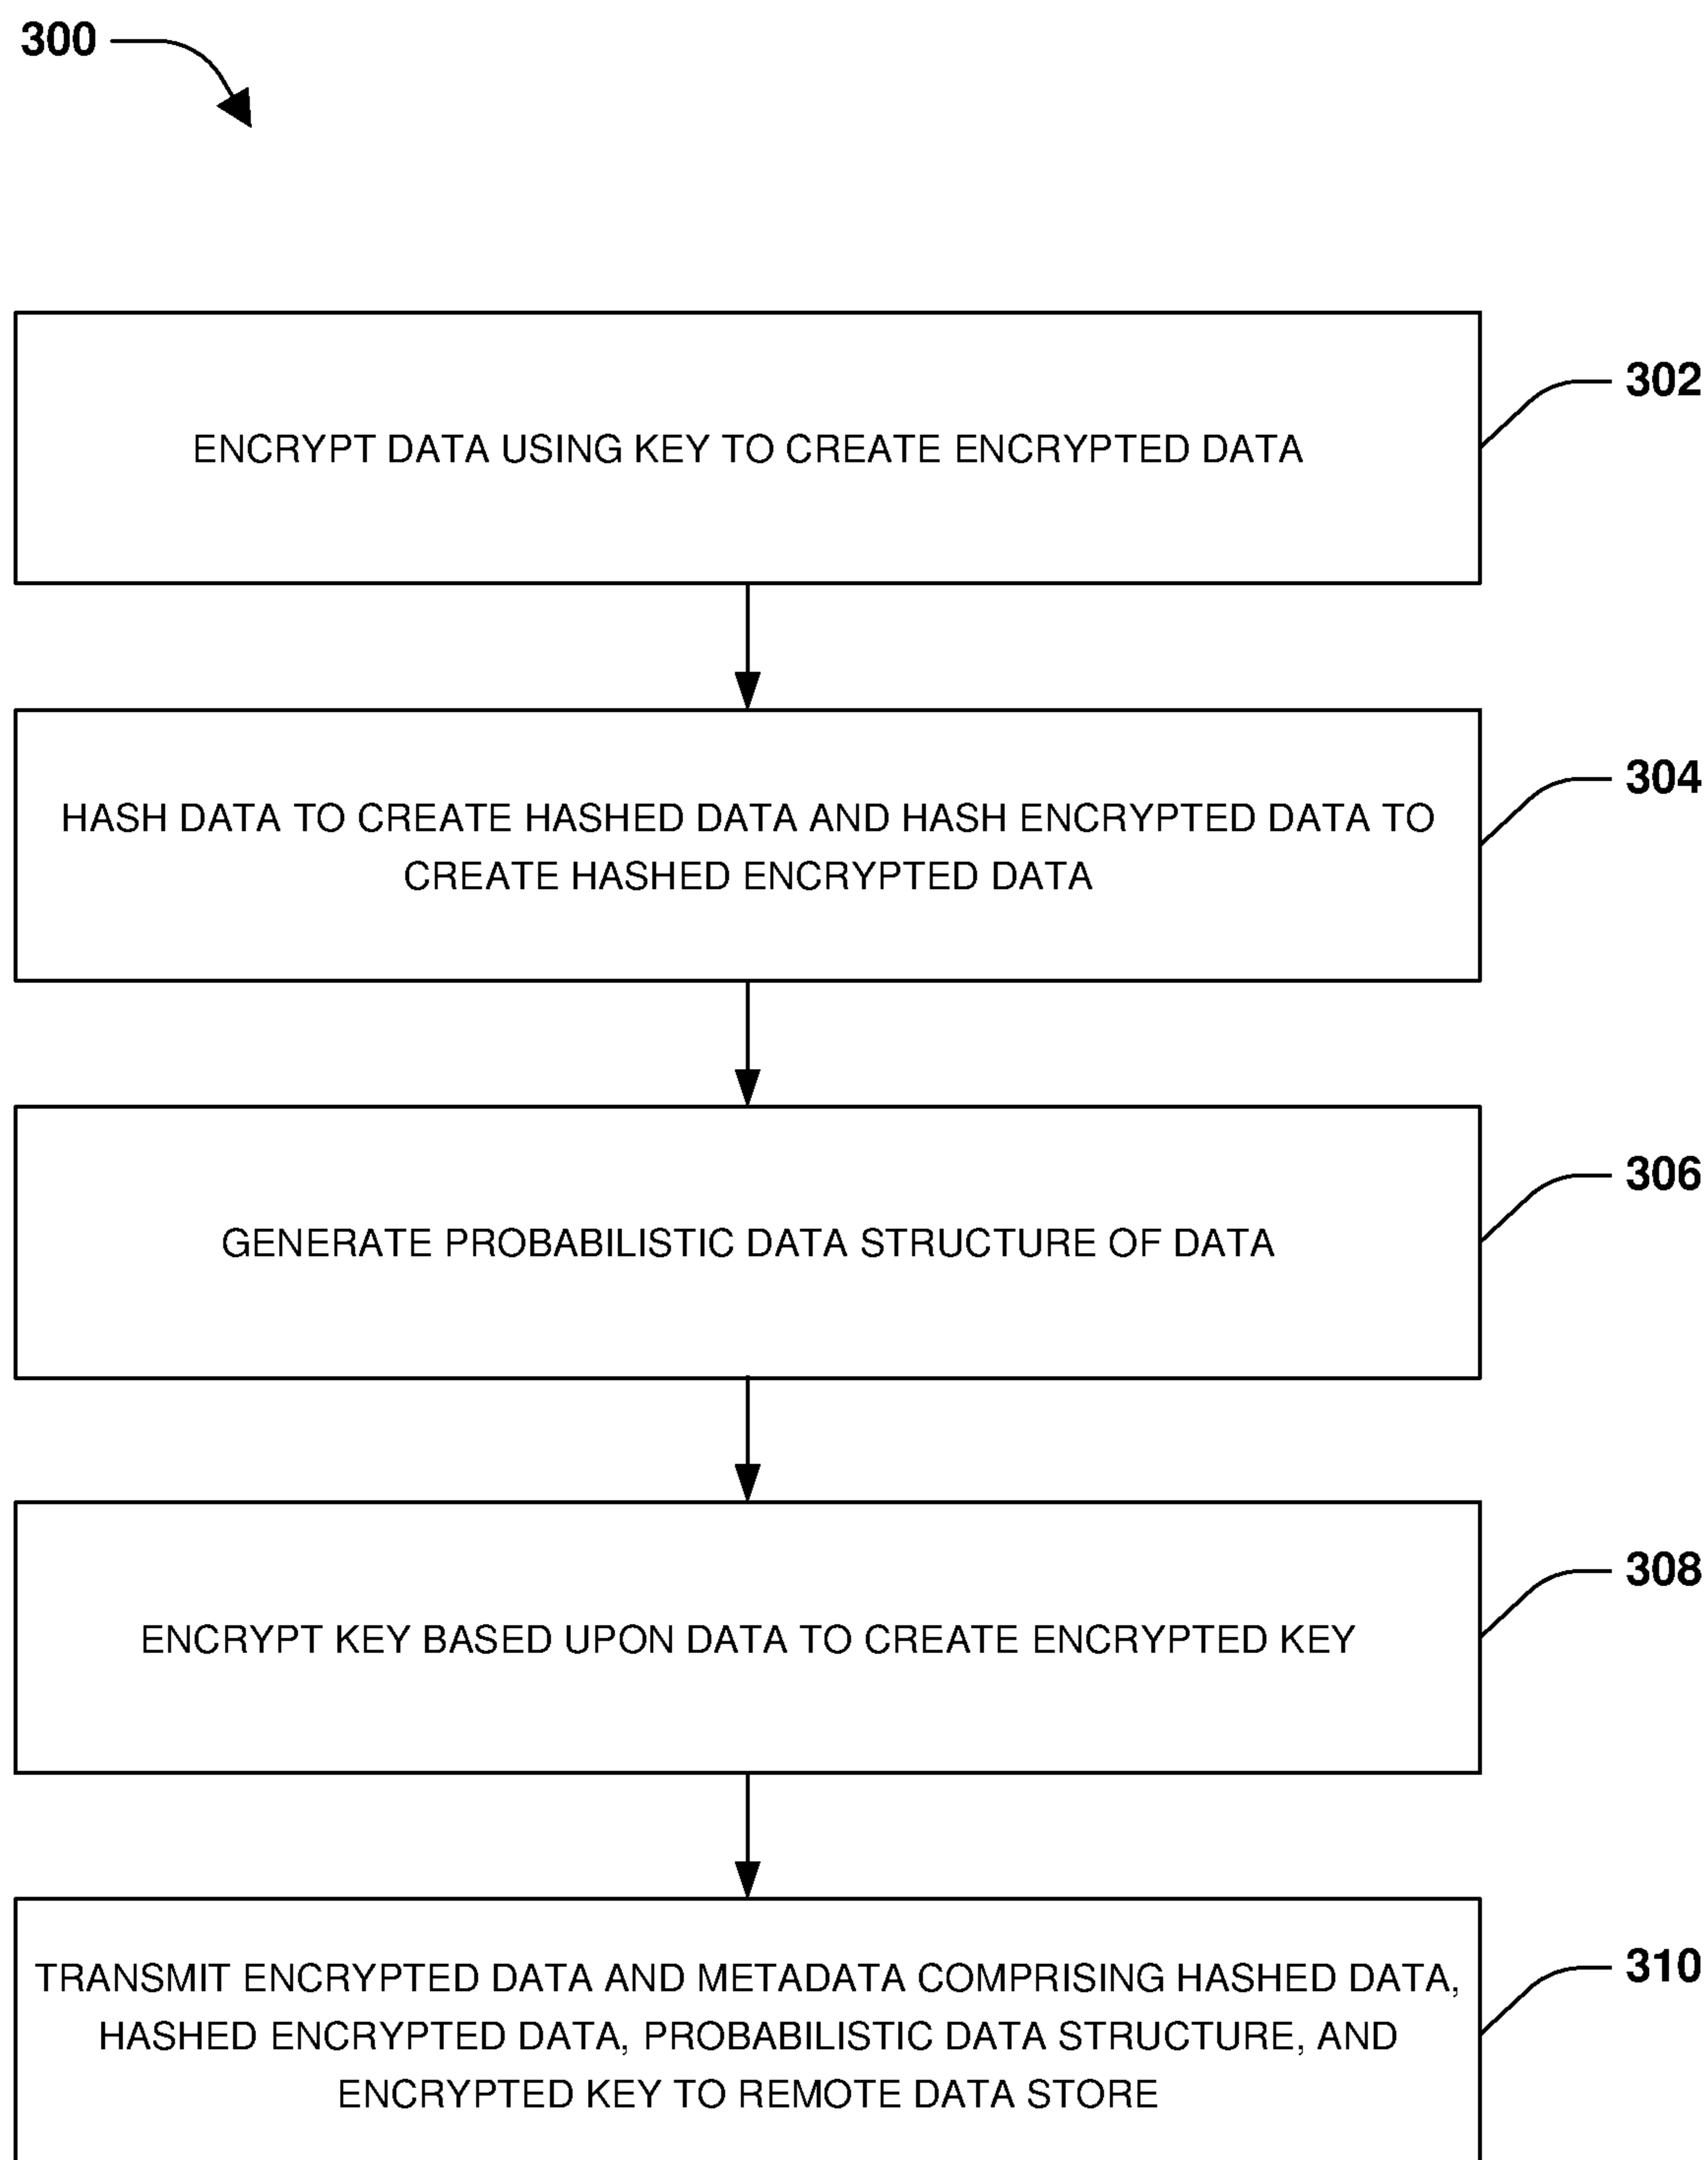 300
ENCRYPT DATA USING KEY TO CREATE ENCRYPTED DATA
302
HASH DATA TO CREATE HASHED DATA AND HASH ENCRYPTED DATA TO
CREATE HASHED ENCRYPTED DATA
304
GENERATE PROBABILISTIC DATA STRUCTURE OF DATA
306
ENCRYPT KEY BASED UPON DATA TO CREATE ENCRYPTED KEY
308
TRANSMIT ENCRYPTED DATA AND METADATA COMPRISING HASHED DATA,
HASHED ENCRYPTED DATA, PROBABILISTIC DATA STRUCTURE, AND
ENCRYPTED KEY TO REMOTE DATA STORE
310